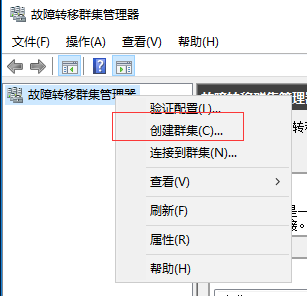 故障转移群集管理器
文件(F) 操作(A) 查看(V) 帮助(H)
故障转移群集管理器
验证配置(L)...
创建群集(C)...
连接到群集(N)...
查看(V)
刷新(F)
属性(R)
帮助(H)